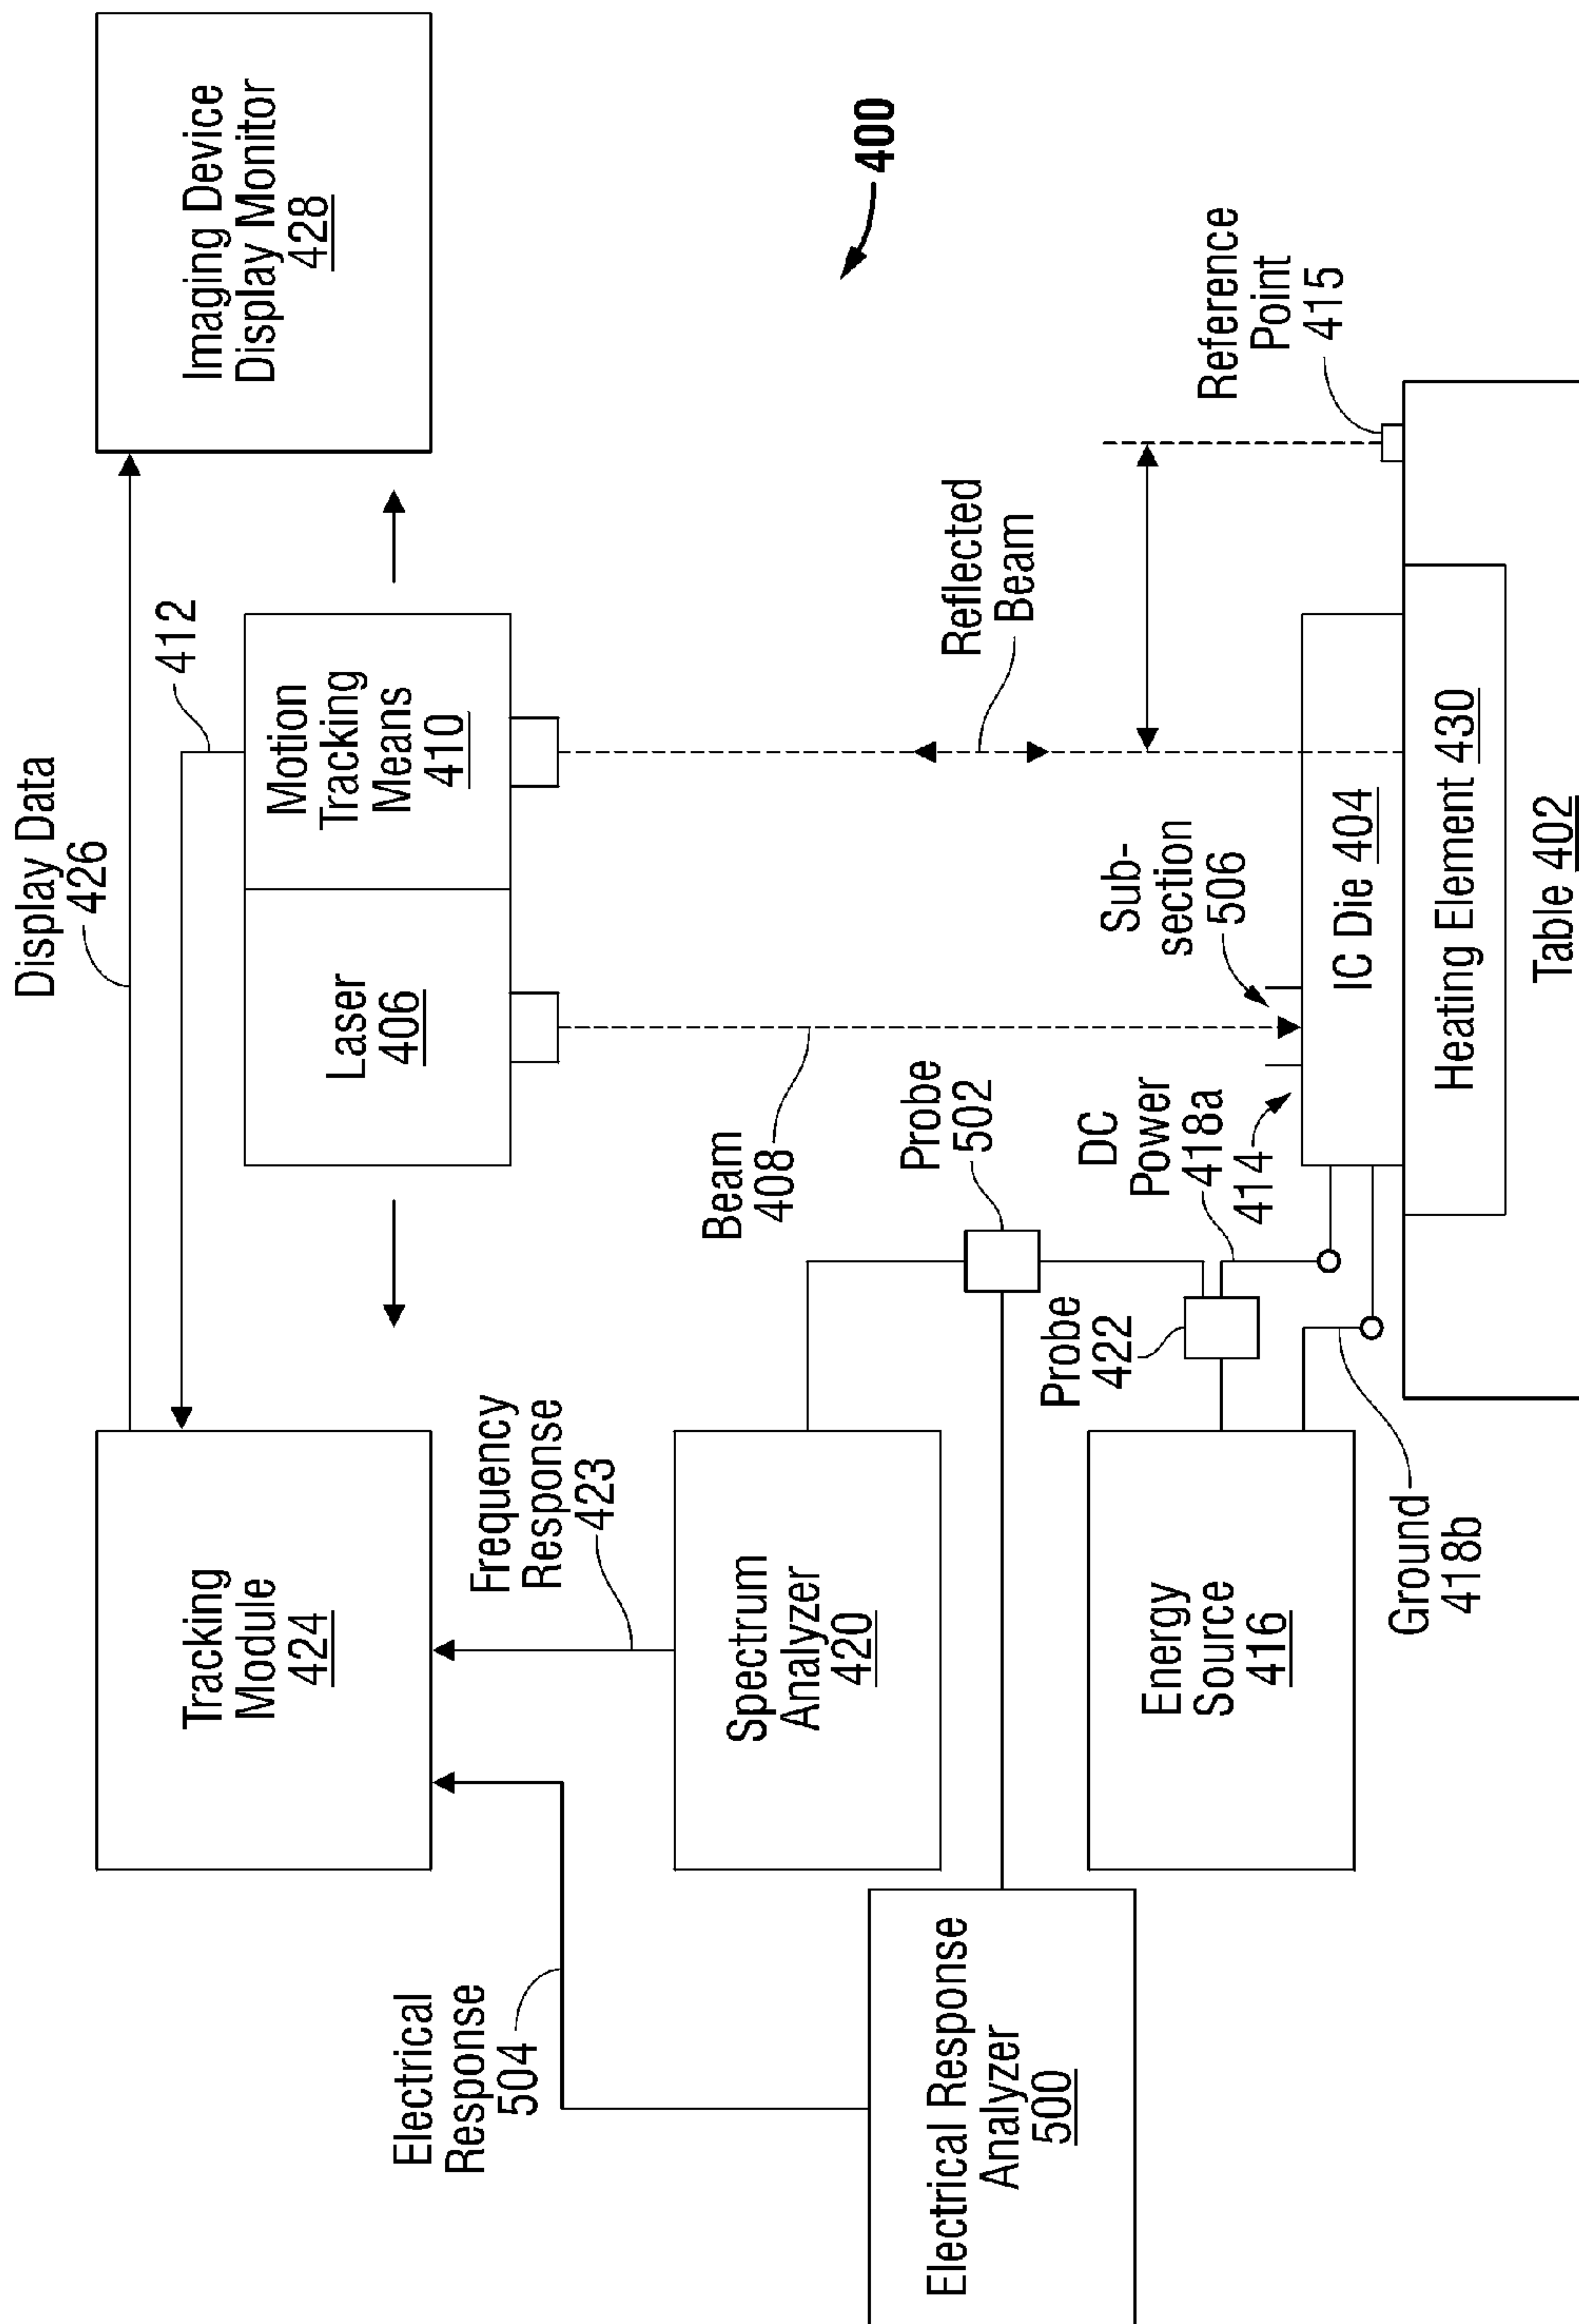 Display Data
426
Imaging Device
Display Monitor
428
412
Tracking
Module
424
Laser
406
Motion
Tracking
Means
410
400
Electrical
Response
504
Frequency
Response
423
Spectrum
Analyzer
420
Beam
408
Reflected
Beam
Reference
Point
415
Probe
502
Sub-
section
506
Electrical Response
Analyzer
500
Probe
422
DC
Power
418a
414
Energy
Source
416
Ground
418b
IC Die 404
Heating Element 430
Table 402